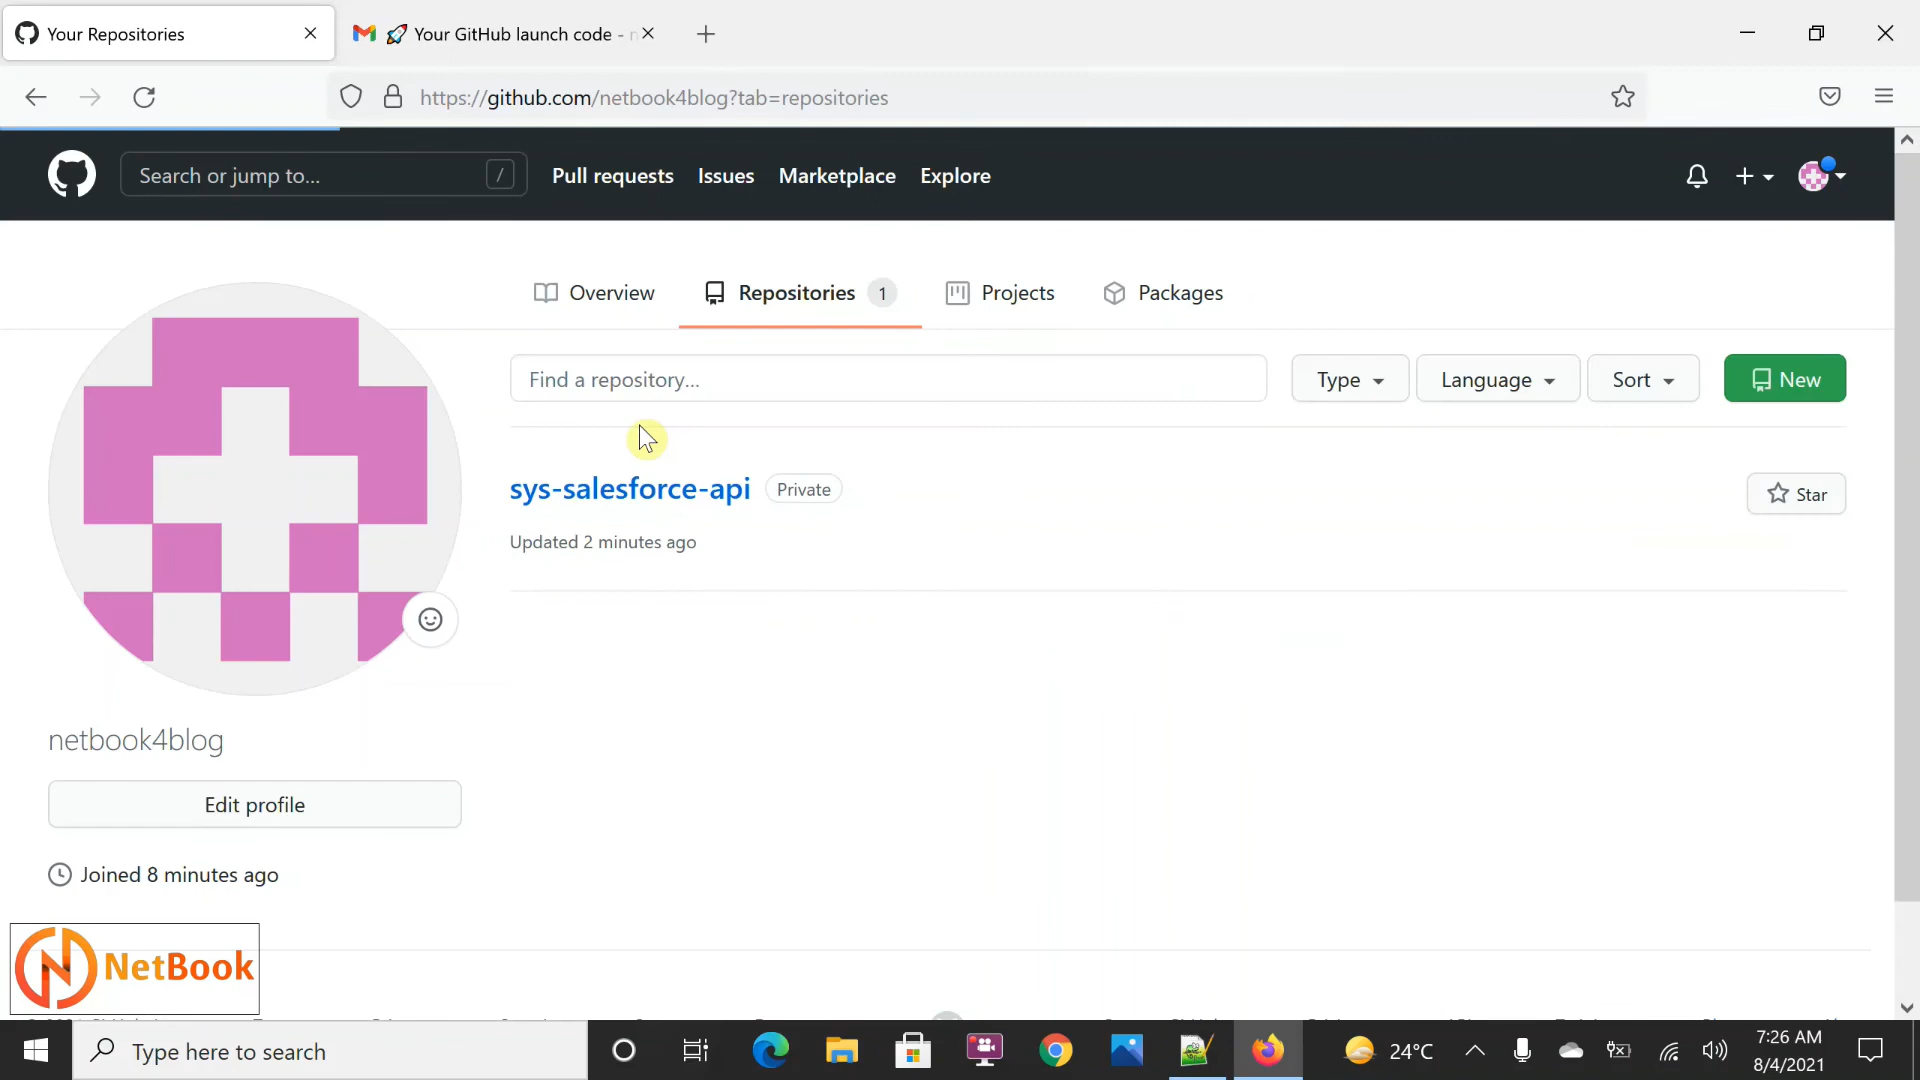 Your Repositories
Your GitHub launch code -
https://github.com/netbook4blog?tab=repositories
Search or jump to...
/
Pull requests
Issues
Marketplace
Explore
Overview
Repositories 1
Projects
Packages
Find a repository...
Type
Language
Sort
New
sys-salesforce-api
Private
Star
Updated 2 minutes ago
netbook4blog
Edit profile
Joined 8 minutes ago
NetBook
Type here to search
24°C
7:26 AM
8/4/2021